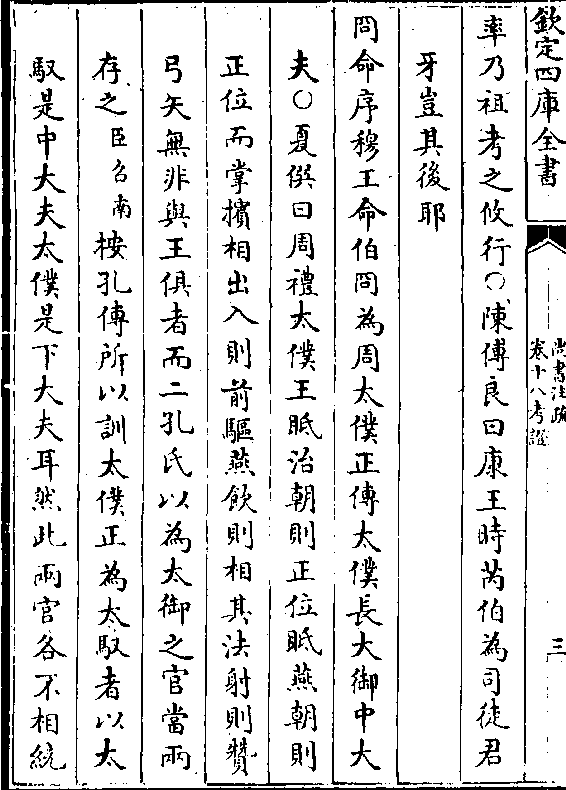 欽定四庫全書
尚書注疏
卷十八考證
三
率乃祖考之攸行○陳傅良曰康王時芮伯為司徒君
牙豈其後耶
冏命序穆王命伯冏為周太僕正傳太僕長大御中大
夫○夏僎曰周禮太僕王眡治朝則正位眡燕朝則
正位而掌擯相出入則前驅燕飲則相其法射則贊
弓矢無非與王俱者而二孔氏以為太御之官當兩
存之臣召南按孔傳所以訓太僕正為太馭者以太
馭是中大夫太僕是下大夫耳然此兩官各不相統